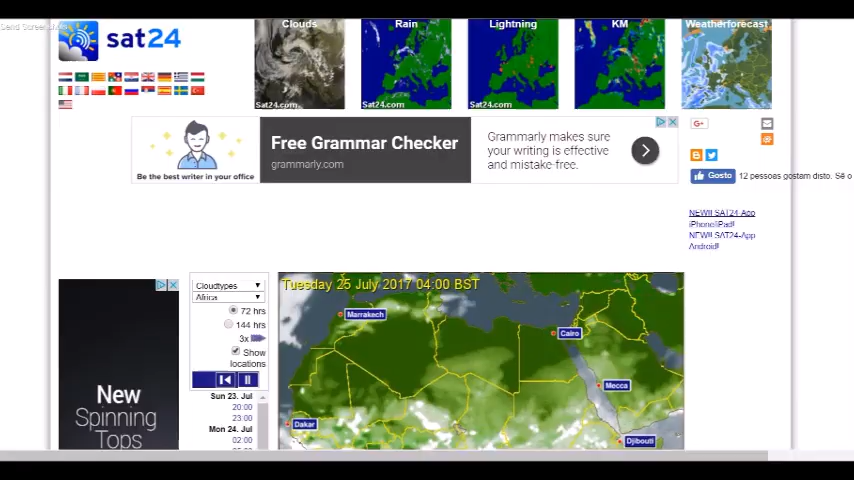 Clouds
Rain
Lightning
KM
Weatherforecast
sat24
Sat24.com
Sat24.com
Sat24.com
Free Grammar Checker
grammarly.com
Be the best writer in your office
Grammarly makes sure
your writing is effective
and mistake-free.
G+
Gosto
12 pessoas gostam disto. Sê o
NEW!! SAT24-App
iPhone/iPad!
NEW!! SAT24-App
Android!
Cloudtypes
Africa
72 hrs
144 hrs
3x
Show
locations
Sun 23. Jul
20:00
23:00
Mon 24. Jul
02:00
New
Spinning
Tops
Tuesday 25 July 2017 04:00 BST
Marrakech
Cairo
Mecca
Dakar
Djibouti